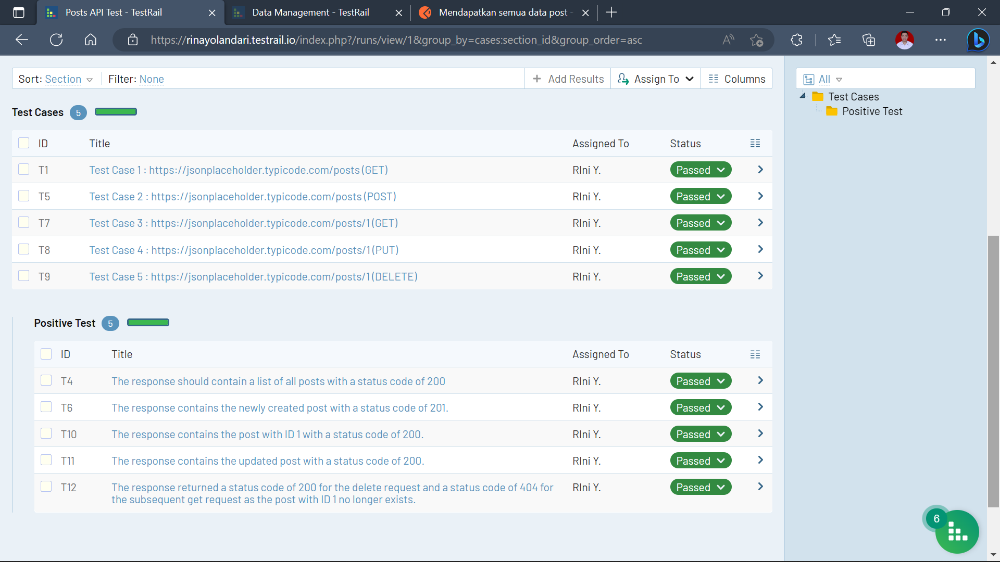 Posts API Test - TestRail
Data Management - TestRail
Mendapatkan semua data post -
https://rinayolandari.testrail.io/index.php?/runs/view/1&group_by=cases:section_id&group_order=asc
Sort: Section
Filter: None
Add Results
Assign To
Columns
All
Test Cases
Positive Test
Test Cases 5
ID Title Assigned To Status
T1 Test Case 1 : https://jsonplaceholder.typicode.com/posts (GET) RIni Y. Passed
T5 Test Case 2 : https://jsonplaceholder.typicode.com/posts (POST) RIni Y. Passed
T7 Test Case 3 : https://jsonplaceholder.typicode.com/posts/1 (GET) RIni Y. Passed
T8 Test Case 4 : https://jsonplaceholder.typicode.com/posts/1 (PUT) RIni Y. Passed
T9 Test Case 5 : https://jsonplaceholder.typicode.com/posts/1 (DELETE) RIni Y. Passed
Positive Test 5
ID Title Assigned To Status
T4 The response should contain a list of all posts with a status code of 200 RIni Y. Passed
T6 The response contains the newly created post with a status code of 201. RIni Y. Passed
T10 The response contains the post with ID 1 with a status code of 200. RIni Y. Passed
T11 The response contains the updated post with a status code of 200. RIni Y. Passed
T12 The response returned a status code of 200 for the delete request and a status code of 404 for RIni Y. Passed
the subsequent get request as the post with ID 1 no longer exists.
6